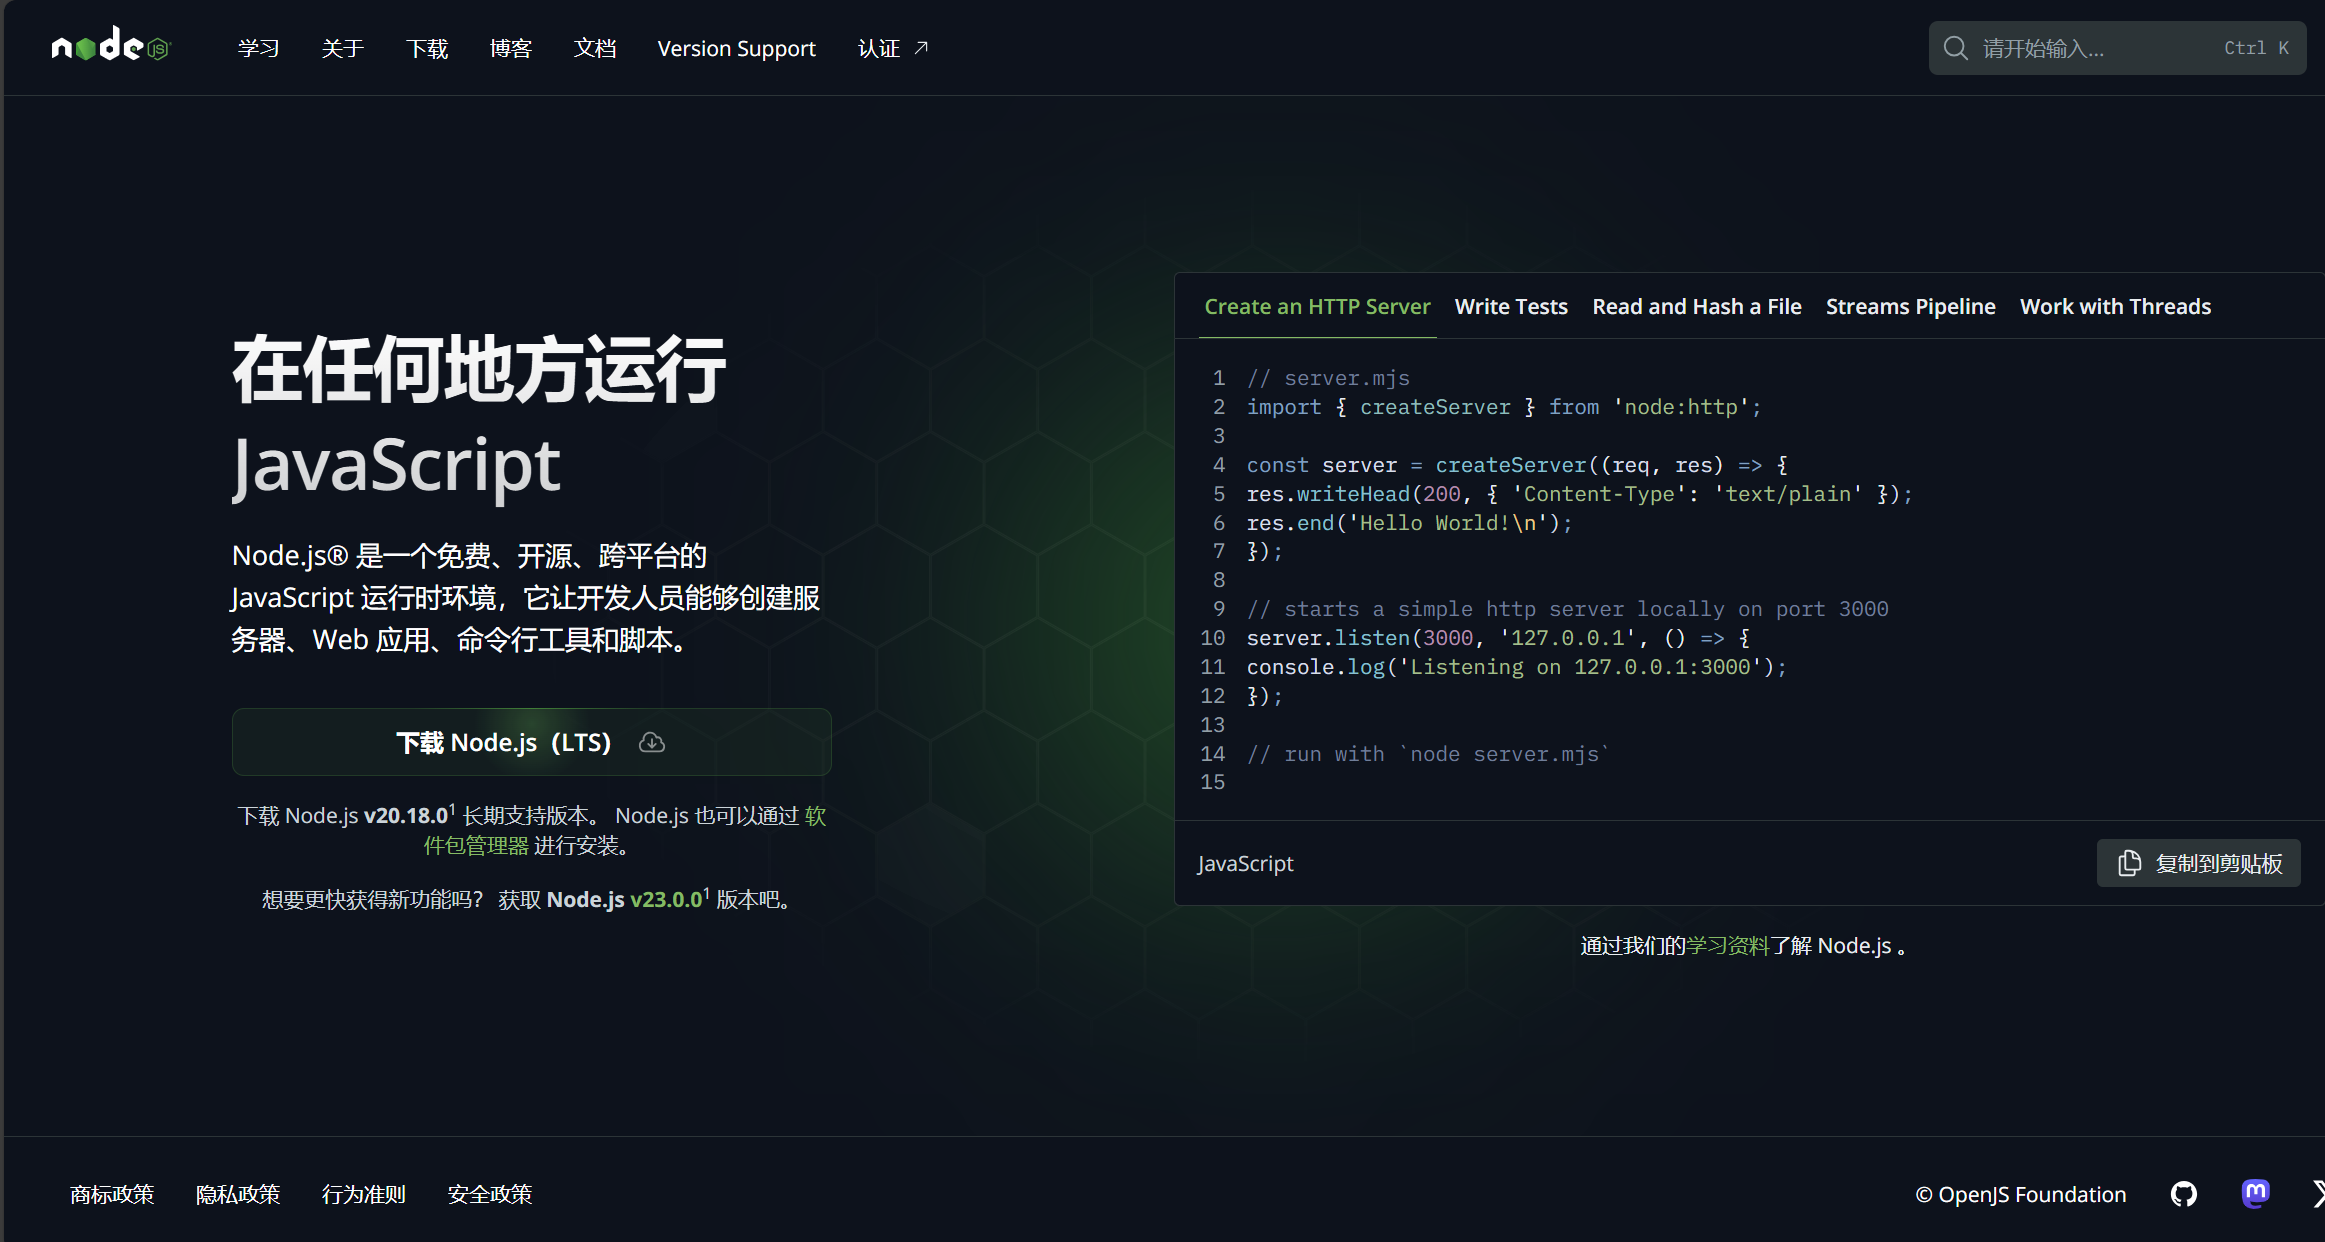 node JS
学习 关于 下载 博客 文档 Version Support 认证
请开始输入... Ctrl K
在任何地方运行
JavaScript
Node.js® 是一个免费、开源、跨平台的
JavaScript 运行时环境，它让开发人员能够创建服
务器、Web 应用、命令行工具和脚本。
下载 Node.js（LTS）
下载 Node.js v20.18.0¹ 长期支持版本。 Node.js 也可以通过 软
件包管理器 进行安装。
想要更快获得新功能吗？ 获取 Node.js v23.0.0¹ 版本吧。
Create an HTTP Server Write Tests Read and Hash a File Streams Pipeline Work with Threads
1 // server.mjs
2 import { createServer } from 'node:http';
3
4 const server = createServer((req, res) => {
5 res.writeHead(200, { 'Content-Type': 'text/plain' });
6 res.end('Hello World!\n');
7 });
8
9 // starts a simple http server locally on port 3000
10 server.listen(3000, '127.0.0.1', () => {
11 console.log('Listening on 127.0.0.1:3000');
12 });
13
14 // run with `node server.mjs`
15
JavaScript
复制到剪贴板
通过我们的学习资料了解 Node.js 。
商标政策 隐私政策 行为准则 安全政策
© OpenJS Foundation